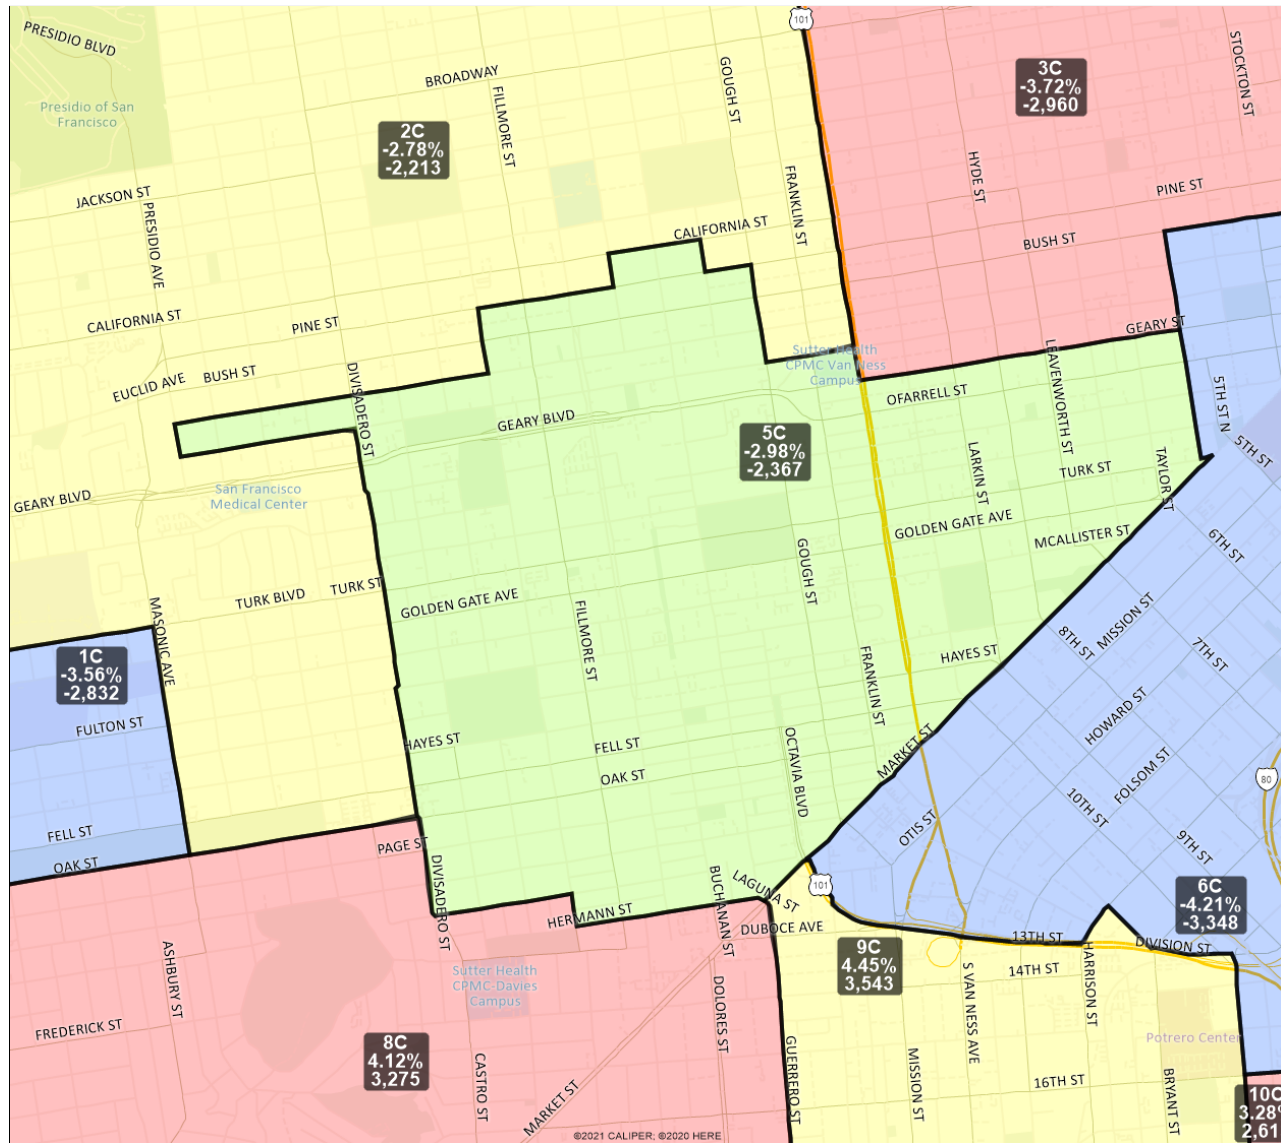 101
PRESIDIO BLVD
STOCKTON ST
BROADWAY
GOUGH ST
3C
-3.72%
-2,960
Presidio of San
Francisco
FILLMORE ST
2C
-2.78%
-2,213
HYDE ST
FRANKLIN ST
PINE ST
JACKSON ST
PRESIDIO AVE
CALIFORNIA ST
BUSH ST
CALIFORNIA ST
PINE ST
GEARY ST
Sutter Health
CPMC Van Ness
Campus
EUCLID AVE
BUSH ST
DIVISADERO ST
LEAVENWORTH ST
OFARRELL ST
5TH ST N
GEARY BLVD
5C
-2.98%
-2,367
5TH ST
LARKIN ST
TURK ST
TAYLOR ST
GEARY BLVD
San Francisco
Medical Center
GOLDEN GATE AVE
MCALLISTER ST
6TH ST
GOUGH ST
TURK BLVD
TURK ST
GOLDEN GATE AVE
MASONIC AVE
FILLMORE ST
MISSION ST
8TH ST
7TH ST
1C
-3.56%
-2,832
HAYES ST
FRANKLIN ST
FULTON ST
HAYES ST
FELL ST
OCTAVIA BLVD
MARKET ST
HOWARD ST
OAK ST
FOLSOM ST
80
10TH ST
OTIS ST
9TH ST
FELL ST
PAGE ST
OAK ST
DIVISADERO ST
BUCHANAN ST
LAGUNA ST
101
6C
-4.21%
-3,348
HERMANN ST
DUBOCE AVE
13TH ST
DIVISION ST
9C
4.45%
3,543
ASHBURY ST
Sutter Health
CPMC-Davies
Campus
14TH ST
HARRISON ST
S VAN NESS AVE
DOLORES ST
FREDERICK ST
8C
4.12%
3,275
Potrero Center
GUERRERO ST
CASTRO ST
MISSION ST
16TH ST
BRYANT ST
MARKET ST
10C
3.28%
2,61
©2021 CALIPER; ©2020 HERE